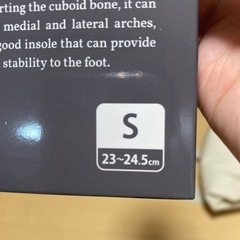 rting the cuboid bone, it can
medial and lateral arches,
good insole that can provide
stability to the foot.
S
23~24.5cm